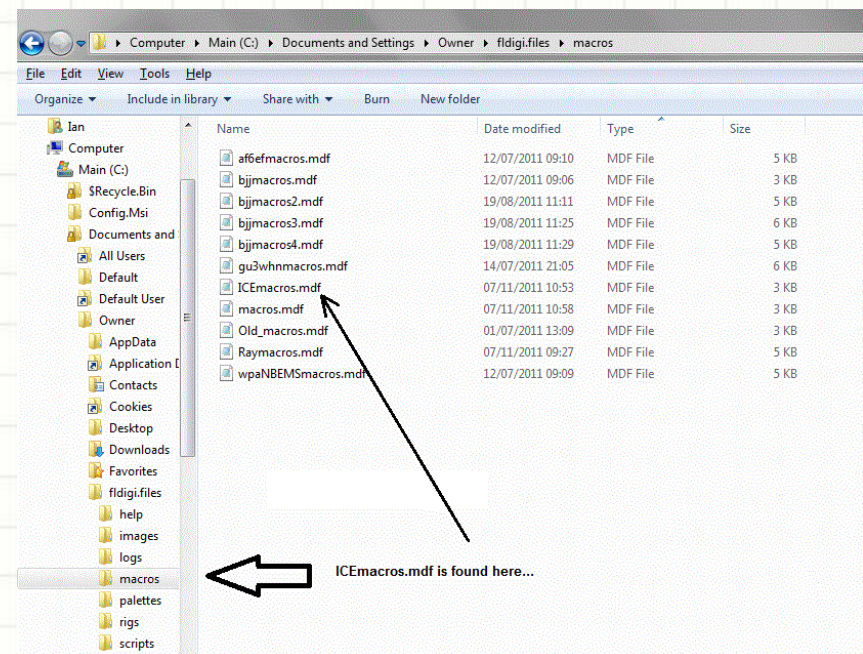 Computer Main (C:) Documents and Settings Owner fldigi.files macros
File Edit View Tools Help
Organize Include in library Share with Burn New folder
Name Date modified Type Size
Ian
Computer
Main (C:)
$Recycle.Bin
Config.Msi
Documents and
All Users
Default
Default User
Owner
AppData
Application D
Contacts
Cookies
Desktop
Downloads
Favorites
fldigi.files
help
images
logs
macros
palettes
rigs
scripts
af6efmacros.mdf 12/07/2011 09:10 MDF File 5 KB
bjjmacros.mdf 12/07/2011 09:06 MDF File 3 KB
bjjmacros2.mdf 19/08/2011 11:11 MDF File 5 KB
bjjmacros3.mdf 19/08/2011 11:25 MDF File 6 KB
bjjmacros4.mdf 19/08/2011 11:29 MDF File 5 KB
gu3whnmacros.mdf 14/07/2011 21:05 MDF File 6 KB
ICEmacros.mdf 07/11/2011 10:53 MDF File 3 KB
macros.mdf 07/11/2011 10:58 MDF File 3 KB
Old_macros.mdf 01/07/2011 13:09 MDF File 3 KB
Raymacros.mdf 07/11/2011 09:27 MDF File 5 KB
wpaNBEMSmacros.mdf 12/07/2011 09:09 MDF File 5 KB
ICEmacros.mdf is found here...